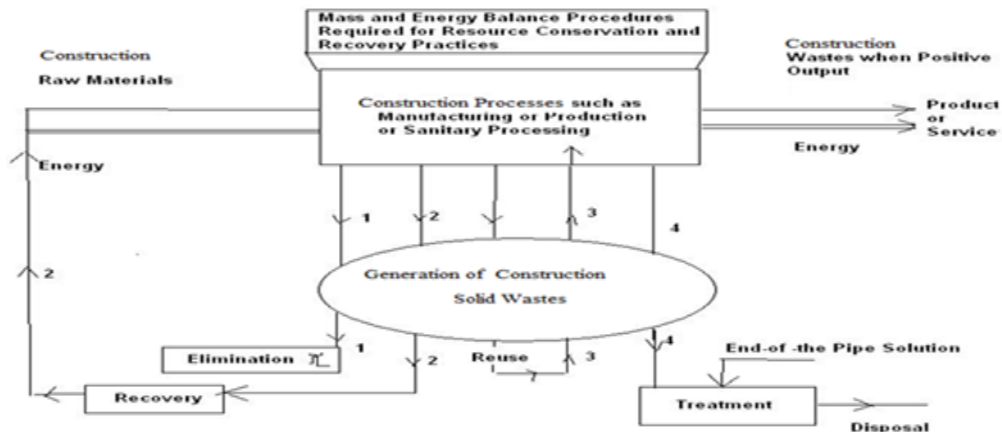 Mass and Energy Balance Procedures
Required for Resource Conservation and
Recovery Practices
Construction
Raw Materials
Construction
Wastes when Positive
Output
Construction Processes such as
Manufacturing or Production
or Sanitary Processing
Product
or
Service
Energy
Energy
1
2
3
4
2
Generation of Construction
Solid Wastes
1
2
Reuse
3
4
Elimination
End-of -the Pipe Solution
Recovery
Treatment
Disposal